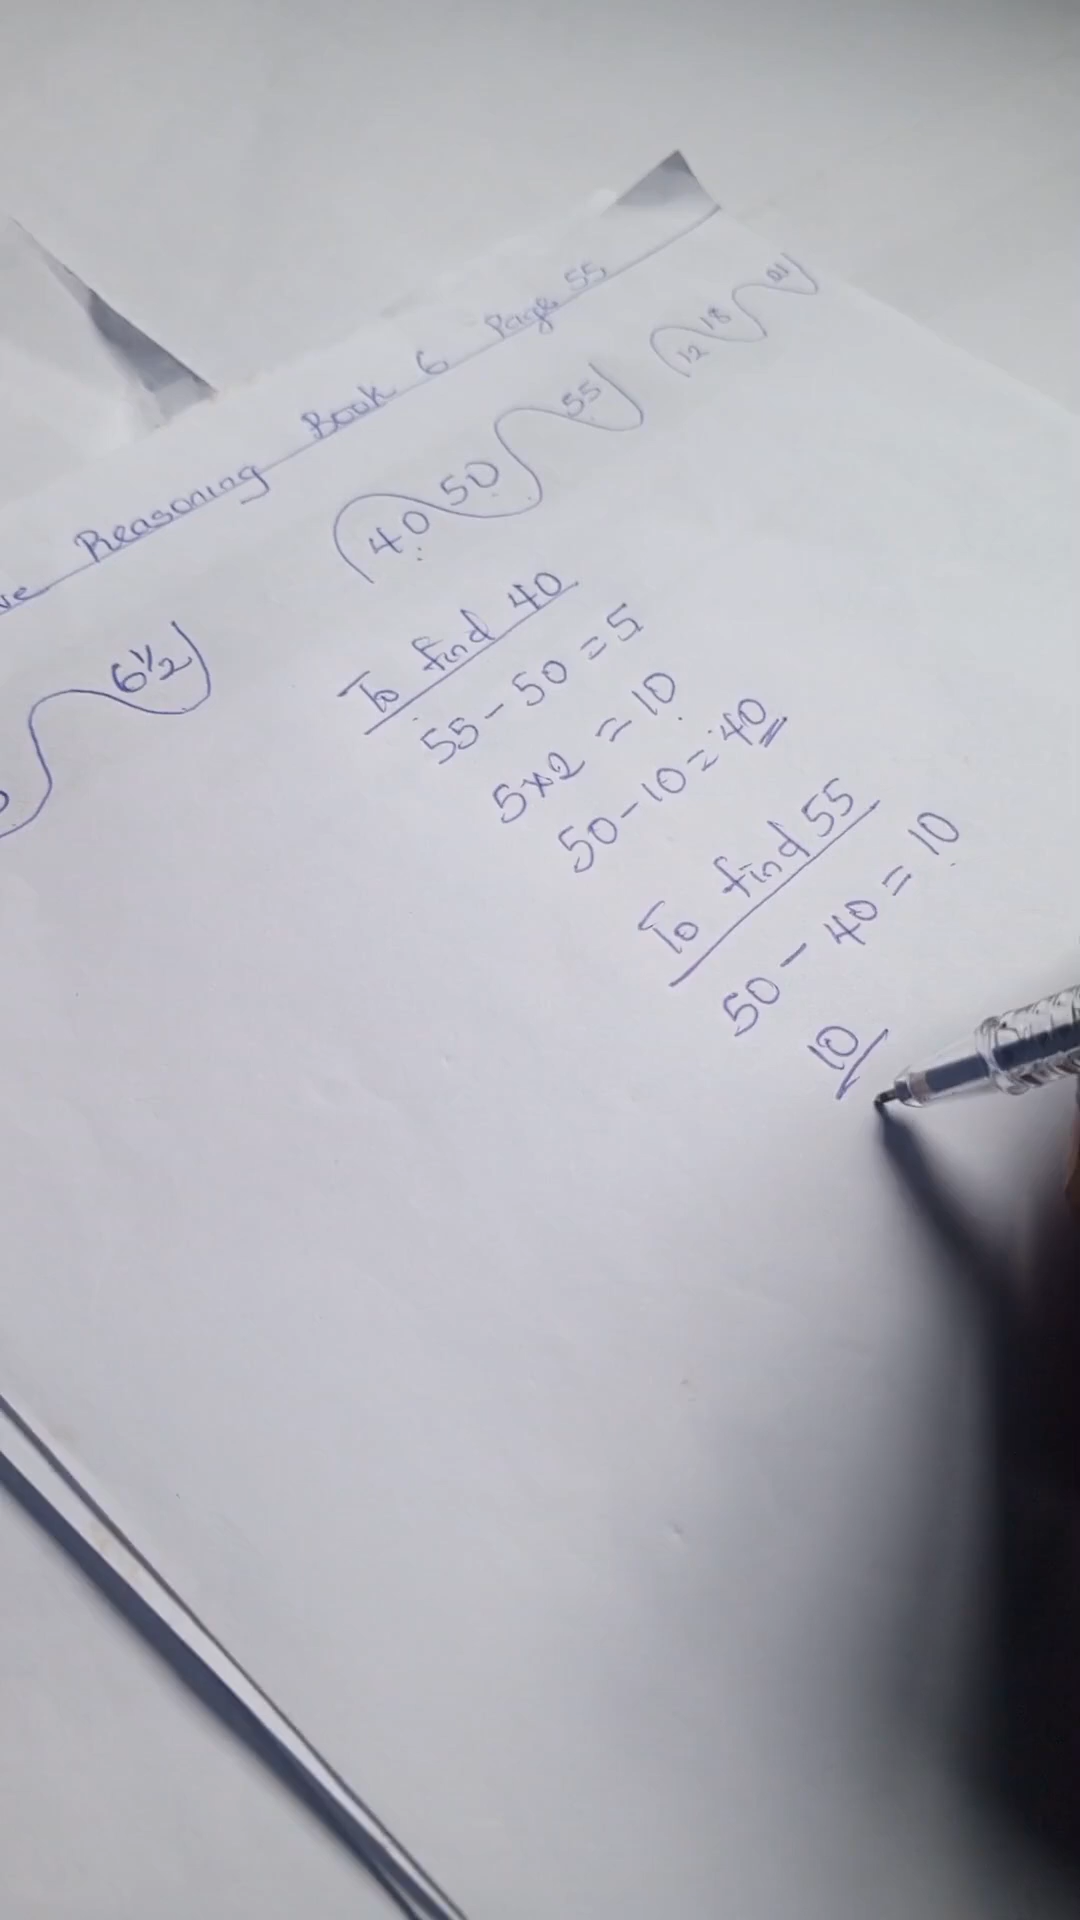 Reasoning Book 6 Page 55
6½
40 50 55
12 18 21
To find 40
55 - 50 = 5
5×2 = 10
50 - 10 = 40
To find 55
50 - 40 = 10
10